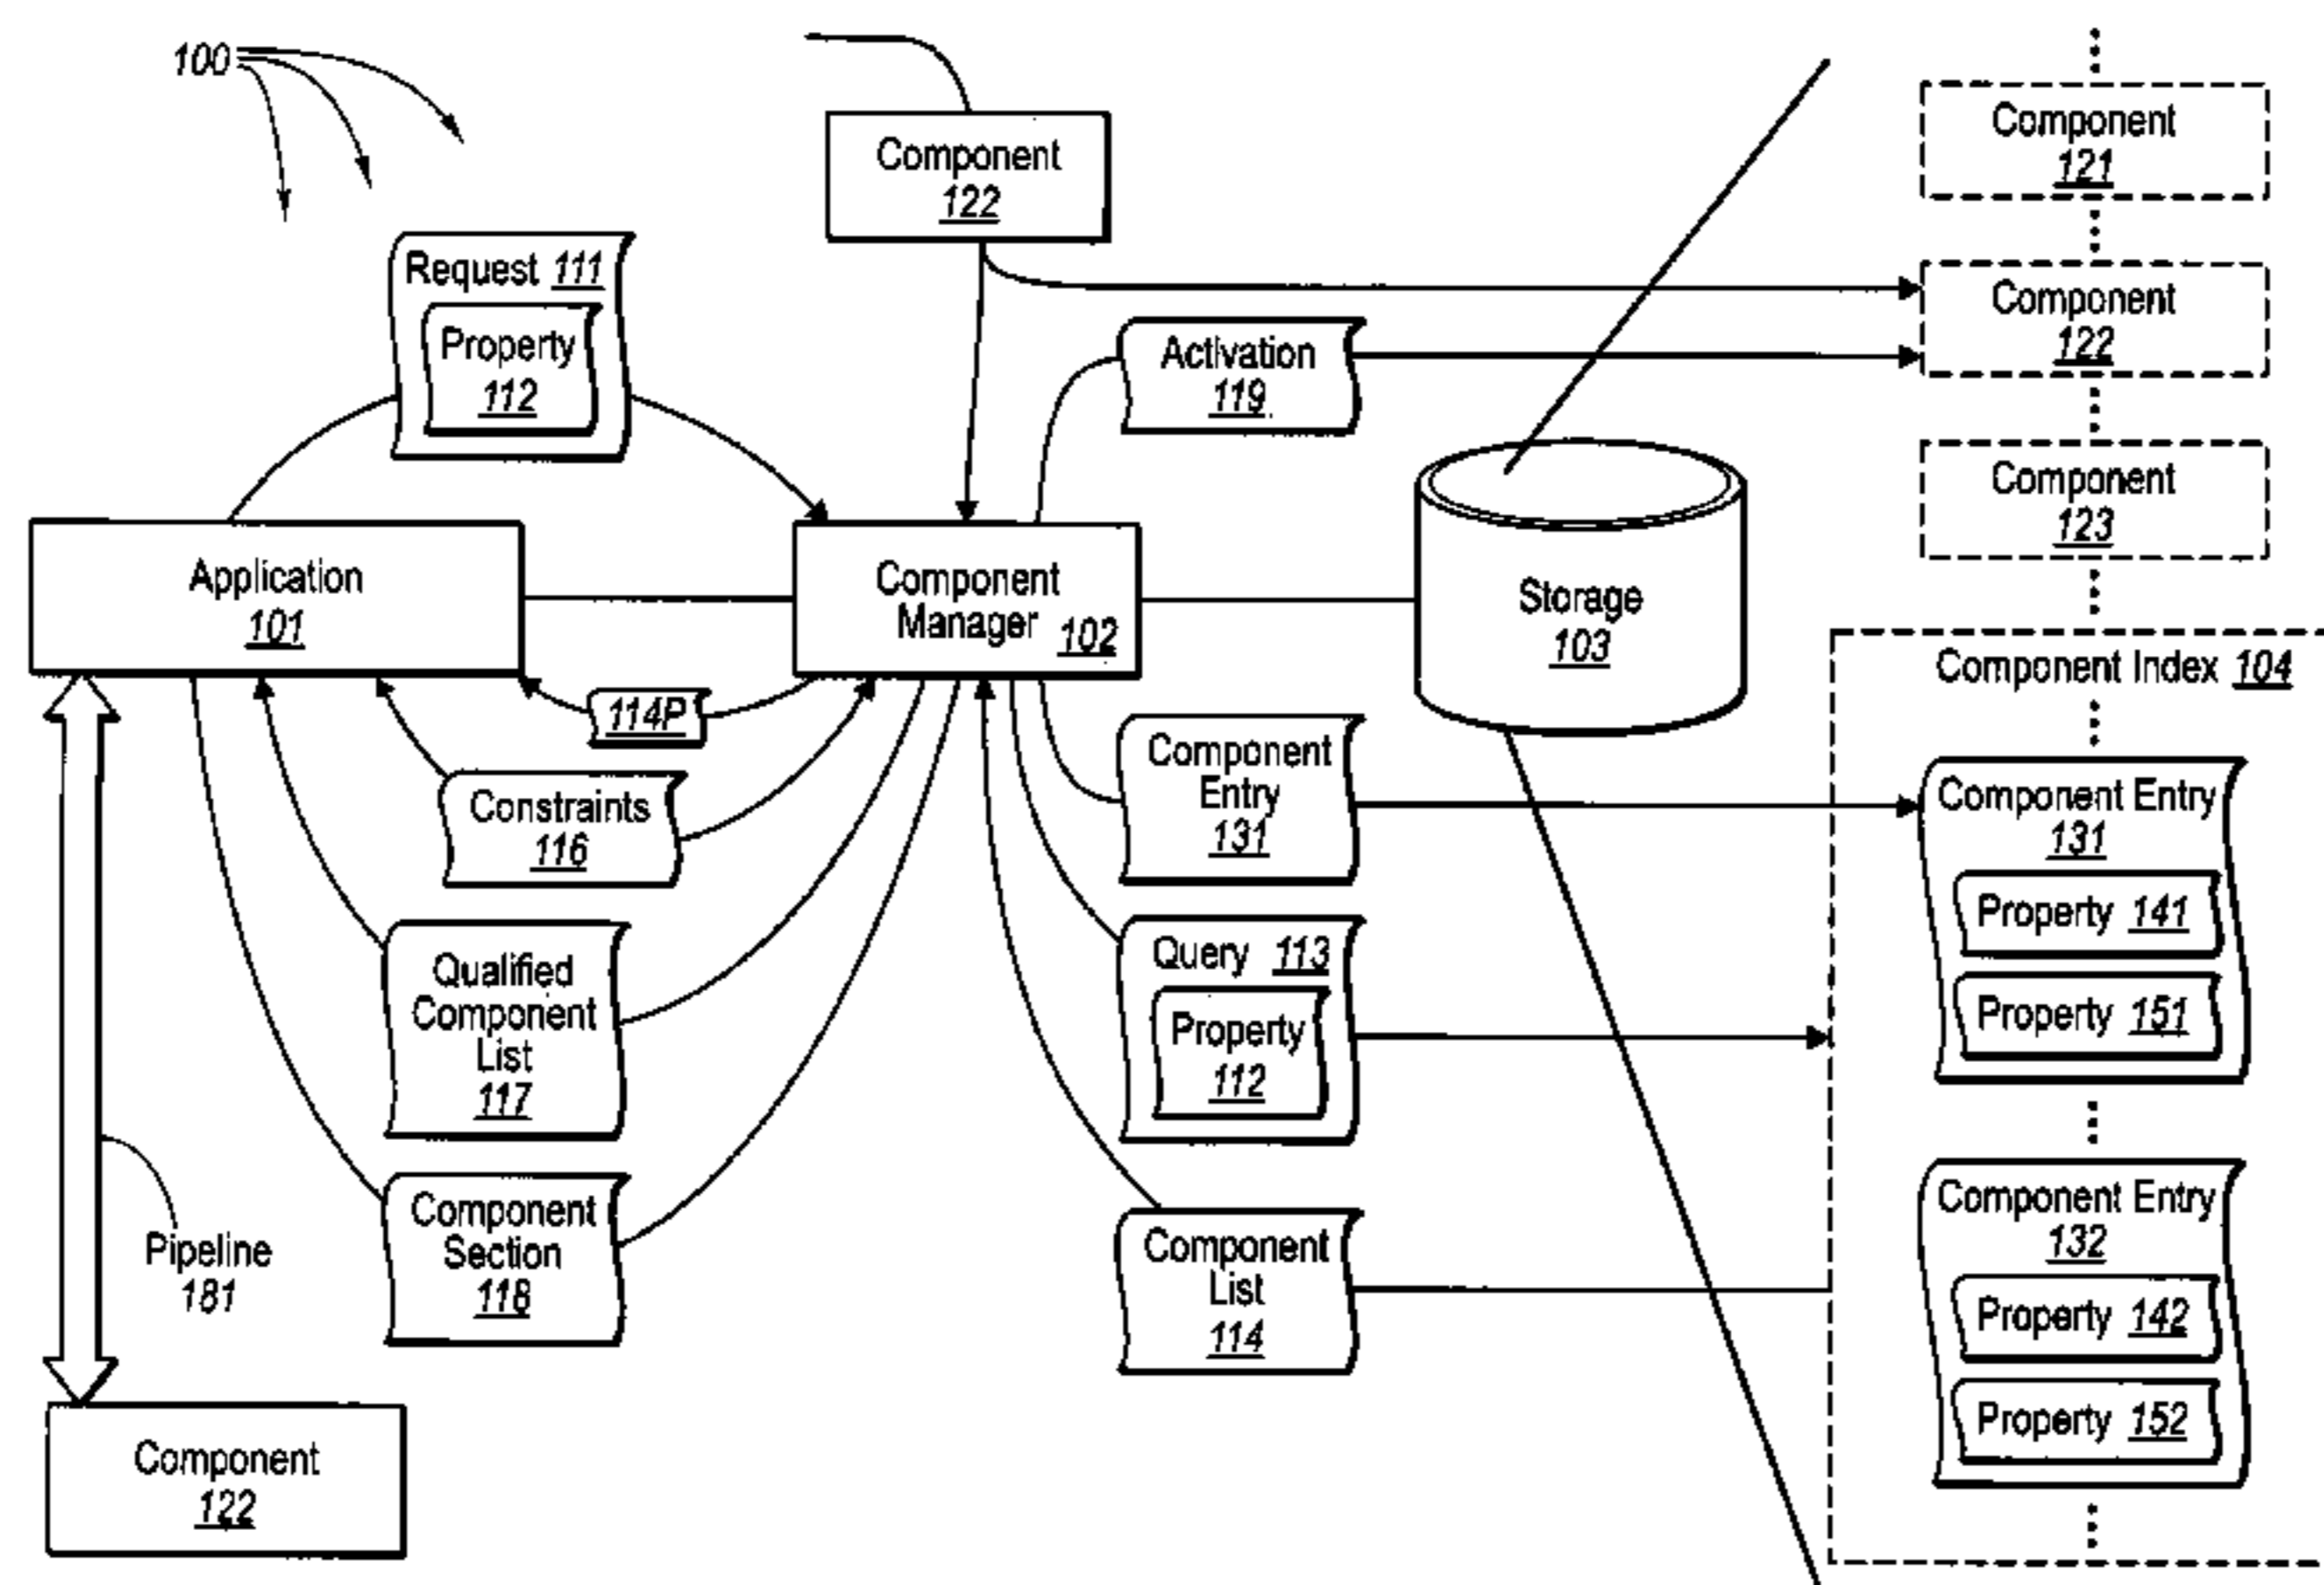 100
Component
122
Component
121
Request 111
Property
112
Component
122
Activation
119
Component
123
Application
101
Component
Manager 102
Storage
103
Component Index 104
114P
Constraints
116
Component
Entry
131
Component Entry
131
Property 141
Property 151
Qualified
Component
List
117
Query 113
Property
112
Component
Section
118
Component
List
114
Component Entry
132
Property 142
Property 152
Pipeline
181
Component
122